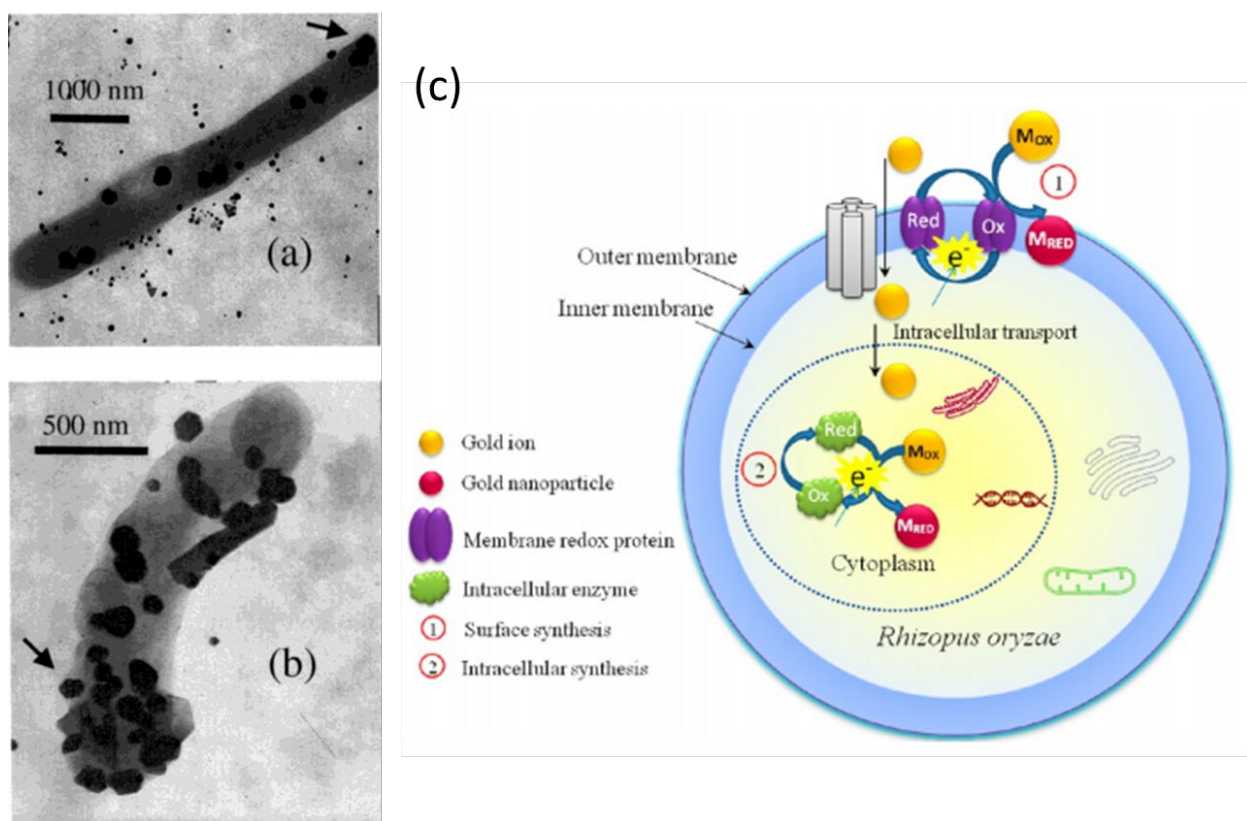 1000 nm
(a)
500 nm
(b)
(c)
Mox
1
Red
Ox
MRED
e-
Outer membrane
Inner membrane
Intracellular transport
Red
Mox
2
e-
Ox
MRED
Cytoplasm
Rhizopus oryzae
Gold ion
Gold nanoparticle
Membrane redox protein
Intracellular enzyme
1 Surface synthesis
2 Intracellular synthesis